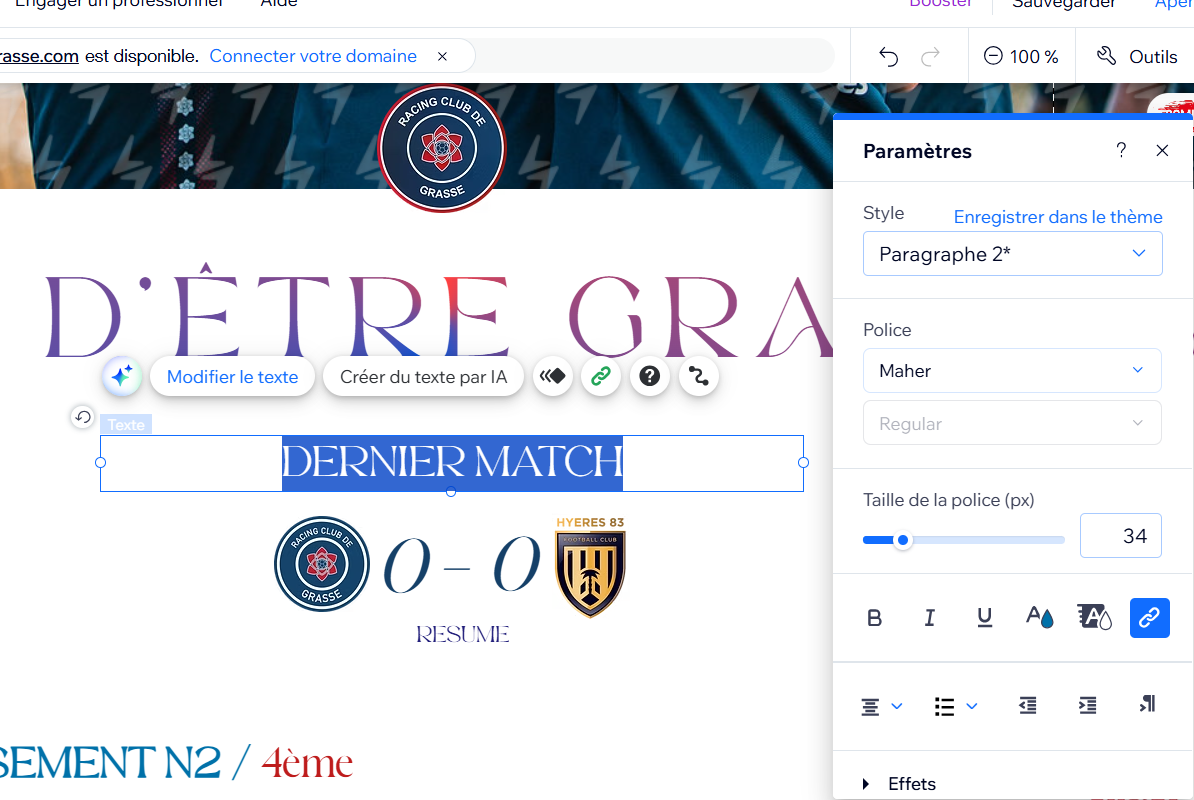 Engager un professionnel Aide Booster Sauvegarder
grasse.com est disponible. Connecter votre domaine
100 % Outils
RACING CLUB DE
GRASSE
Paramètres ?
Style Enregistrer dans le thème
Paragraphe 2*
D'ÊTRE GRA
Police
Modifier le texte Créer du texte par IA
Maher
Texte
Regular
DERNIER MATCH
Taille de la police (px)
34
HYERES 83
FOOTBALL CLUB
RACING CLUB DE
GRASSE
0 - 0
B I U A A
RESUME
SEMENT N2 / 4ème
Effets